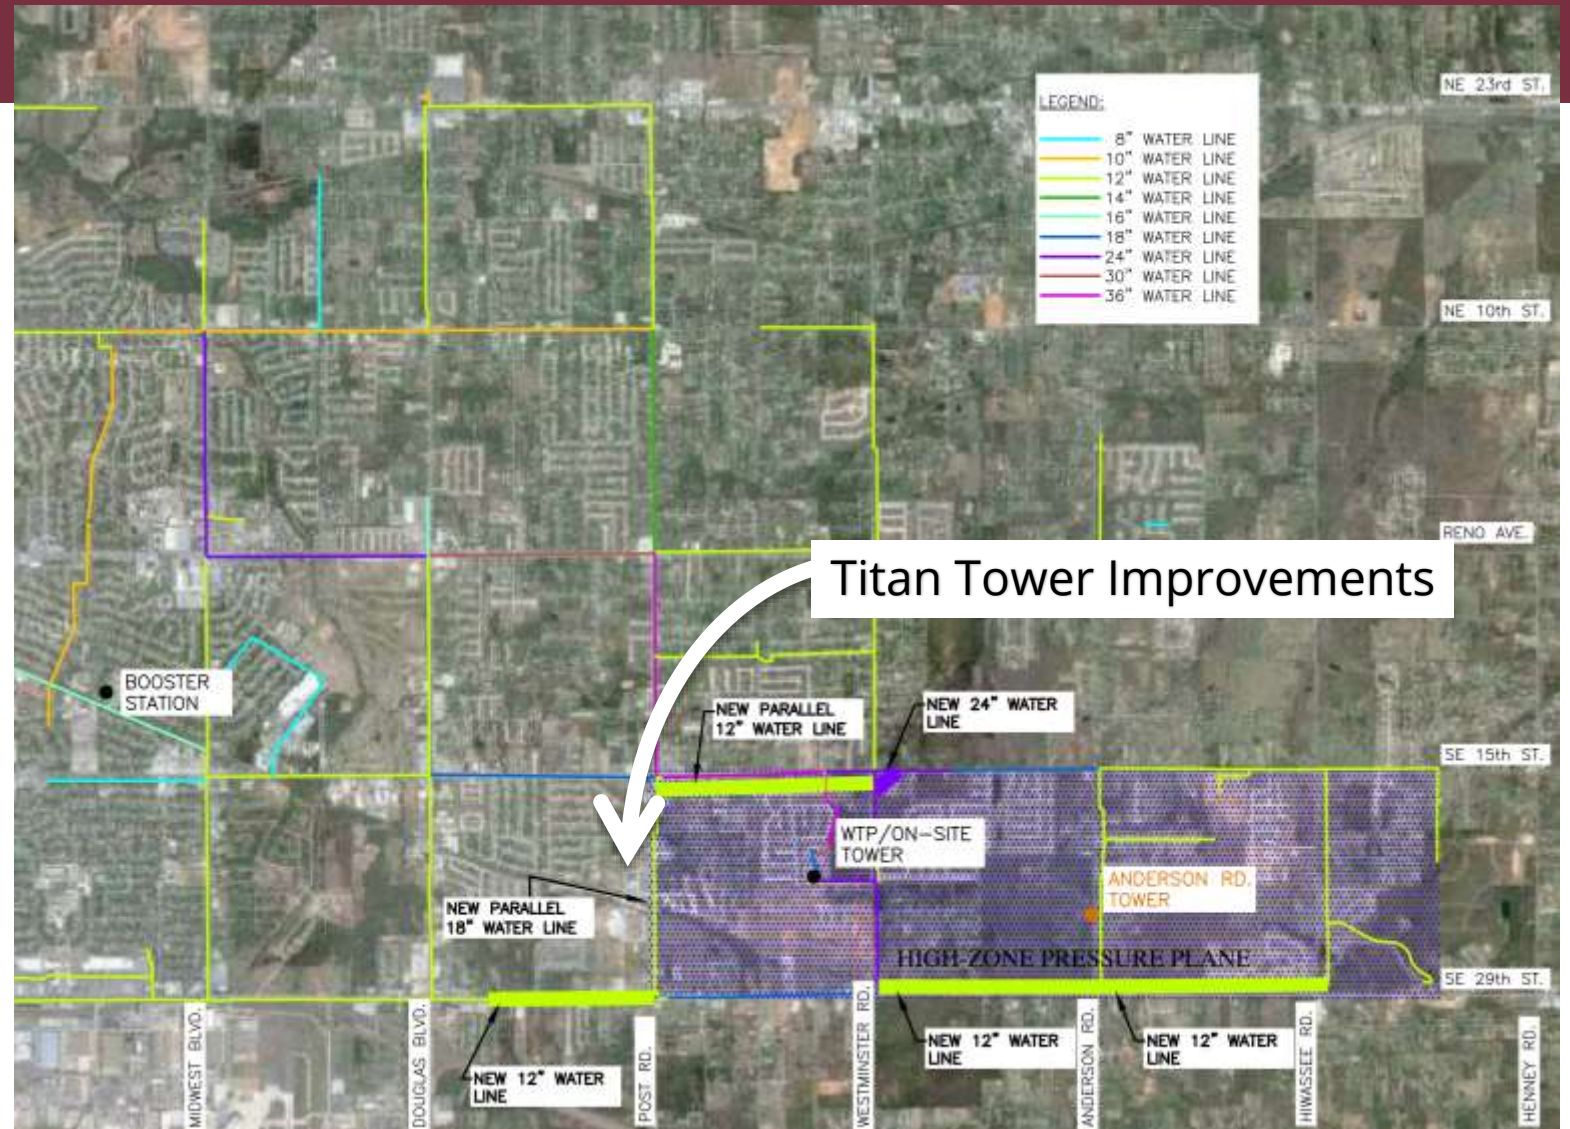 NE 23rd ST.
LEGEND:
8" WATER LINE
10" WATER LINE
12" WATER LINE
14" WATER LINE
16" WATER LINE
18" WATER LINE
24" WATER LINE
30" WATER LINE
36" WATER LINE
NE 10th ST.
RENO AVE.
Titan Tower Improvements
BOOSTER
STATION
NEW PARALLEL
12" WATER LINE
NEW 24" WATER
LINE
SE 15th ST.
WTP/ON-SITE
TOWER
ANDERSON RD.
TOWER
NEW PARALLEL
18" WATER LINE
HIGH-ZONE PRESSURE PLANE
SE 29th ST.
NEW 12" WATER
LINE
NEW 12" WATER
LINE
NEW 12" WATER
LINE
MIDWEST BLVD.
DOUGLAS BLVD.
POST RD.
WESTMINSTER RD.
ANDERSON RD.
HIWASSEE RD.
HENNEY RD.